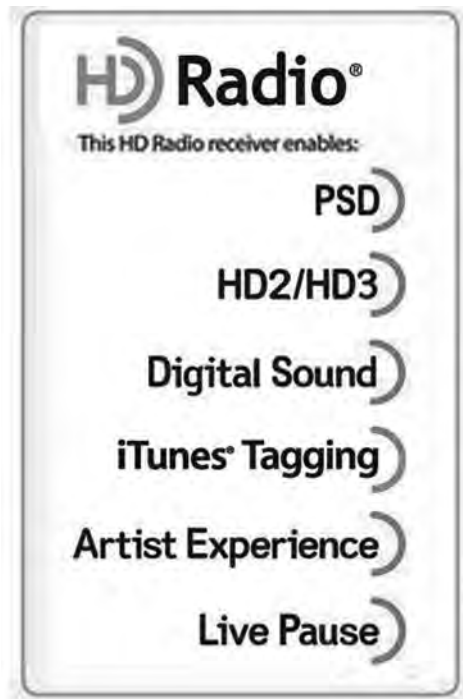 HD Radio®
This HD Radio receiver enables:
PSD
HD2/HD3
Digital Sound
iTunes® Tagging
Artist Experience
Live Pause